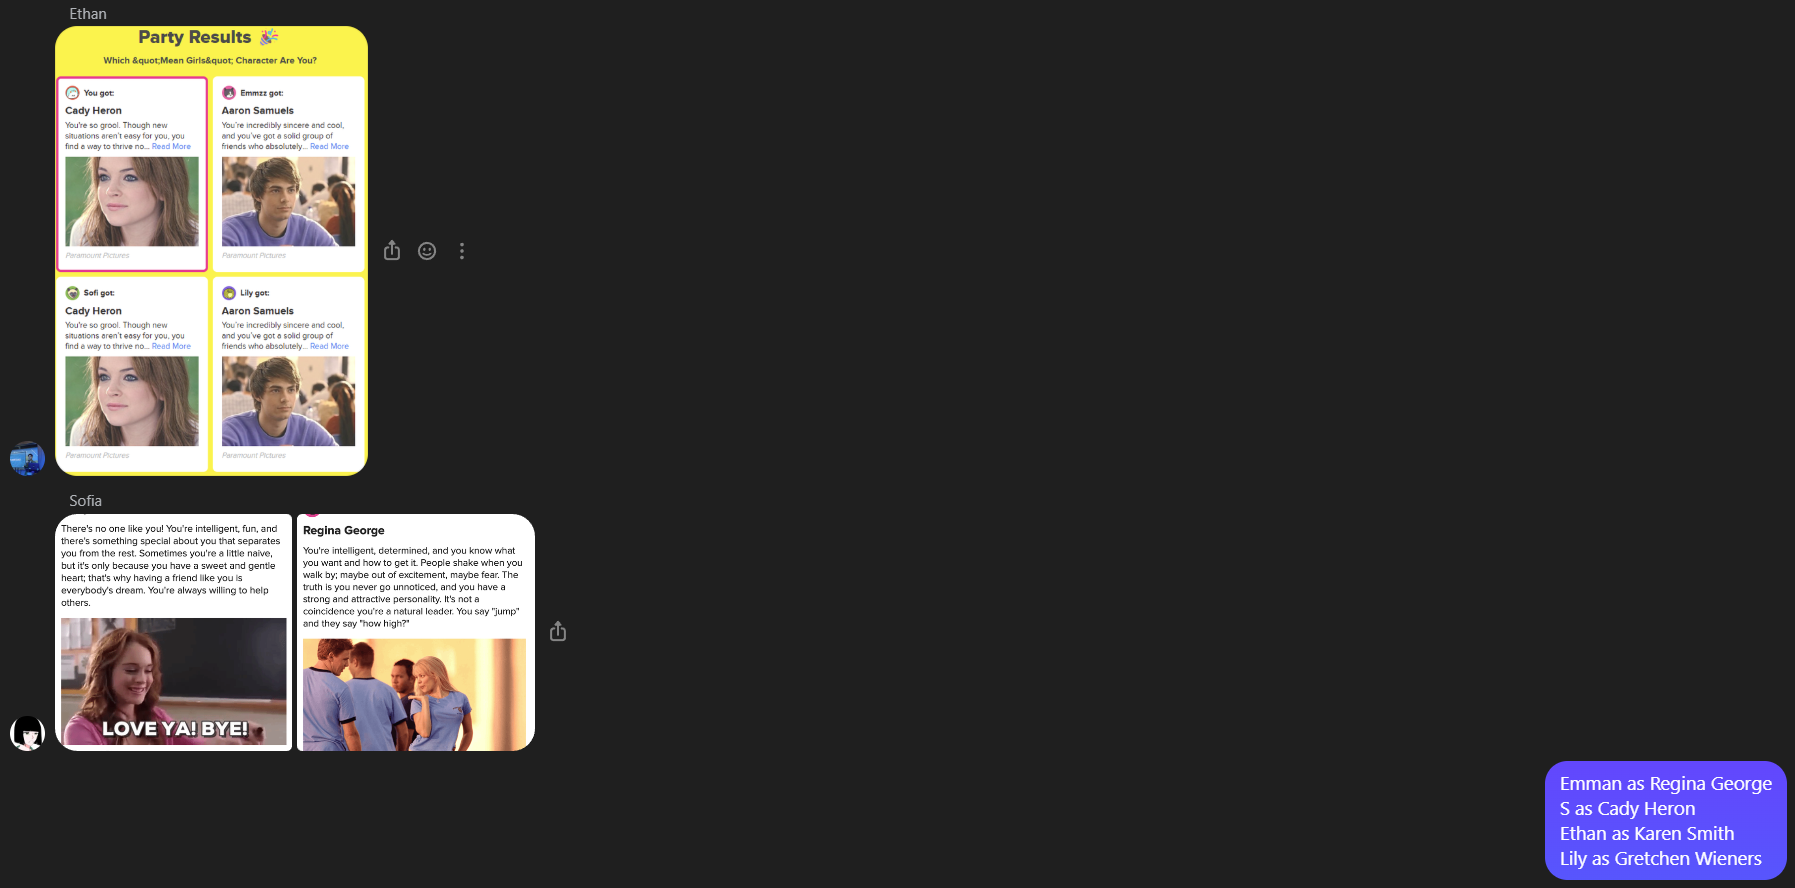 Ethan
Party Results 🎉
Which &quot;Mean Girls&quot; Character Are You?
You got:
Cady Heron
You're so grool. Though new
situations aren't easy for you, you
find a way to thrive no... Read More
Paramount Pictures
Emmzz got:
Aaron Samuels
You're incredibly sincere and cool,
and you've got a solid group of
friends who absolutely... Read More
Paramount Pictures
Sofi got:
Cady Heron
You're so grool. Though new
situations aren't easy for you, you
find a way to thrive no... Read More
Paramount Pictures
Lily got:
Aaron Samuels
You're incredibly sincere and cool,
and you've got a solid group of
friends who absolutely... Read More
Paramount Pictures
Sofia
There's no one like you! You're intelligent, fun, and
there's something special about you that separates
you from the rest. Sometimes you're a little naive,
but it's only because you have a sweet and gentle
heart; that's why having a friend like you is
everybody's dream. You're always willing to help
others.
LOVE YA! BYE!
Regina George
You're intelligent, determined, and you know what
you want and how to get it. People shake when you
walk by; maybe out of excitement, maybe fear. The
truth is you never go unnoticed, and you have a
strong and attractive personality. It's not a
coincidence you're a natural leader. You say "jump"
and they say "how high?"
Emman as Regina George
S as Cady Heron
Ethan as Karen Smith
Lily as Gretchen Wieners